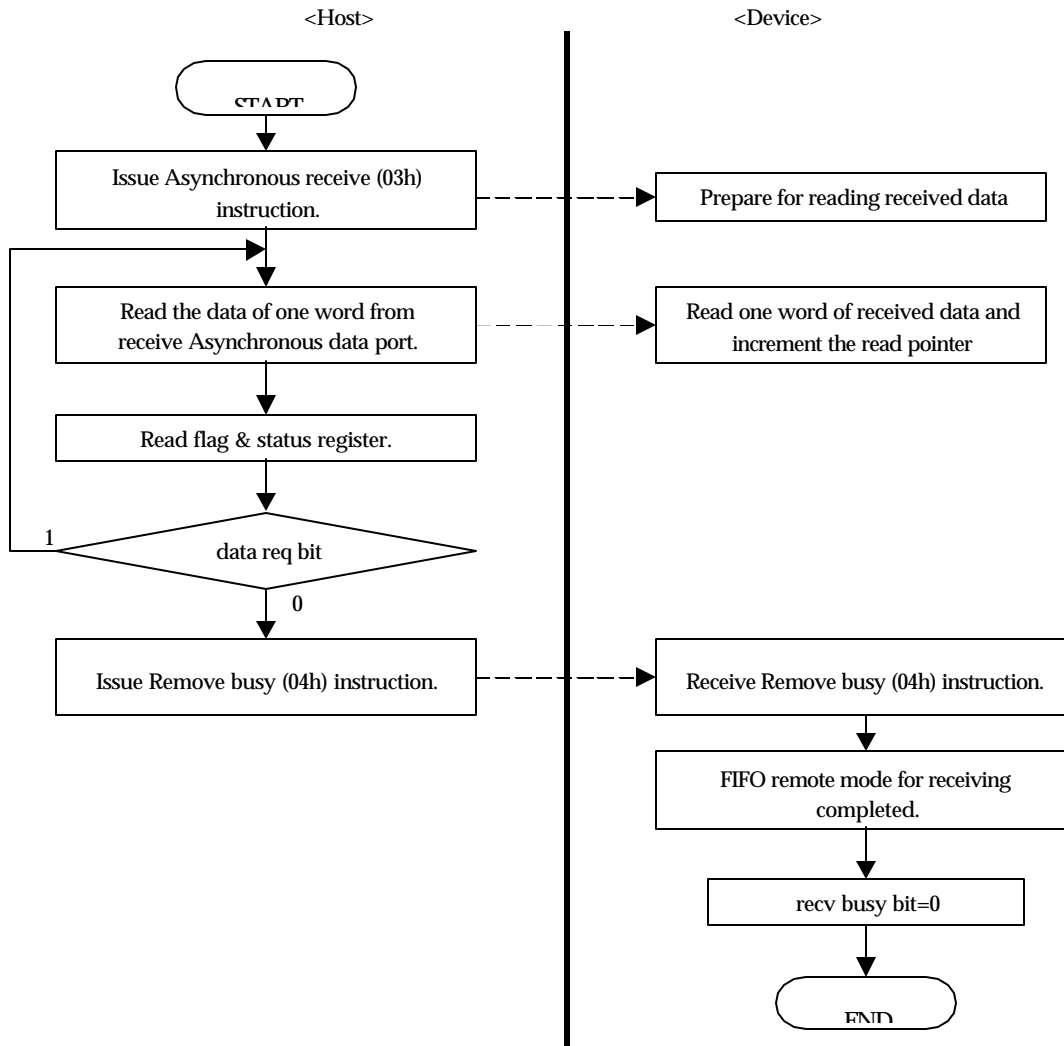 <Host>
<Device>
START
Issue Asynchronous receive (03h)
instruction.
Prepare for reading received data
Read the data of one word from
receive Asynchronous data port.
Read one word of received data and
increment the read pointer
Read flag & status register.
1
data req bit
0
Issue Remove busy (04h) instruction.
Receive Remove busy (04h) instruction.
FIFO remote mode for receiving
completed.
recv busy bit=0
END